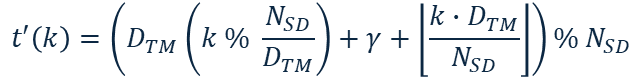 t′(k) = (D_TM (k % N_SD/D_TM) + γ + ⌊k · D_TM/N_SD⌋) % N_SD